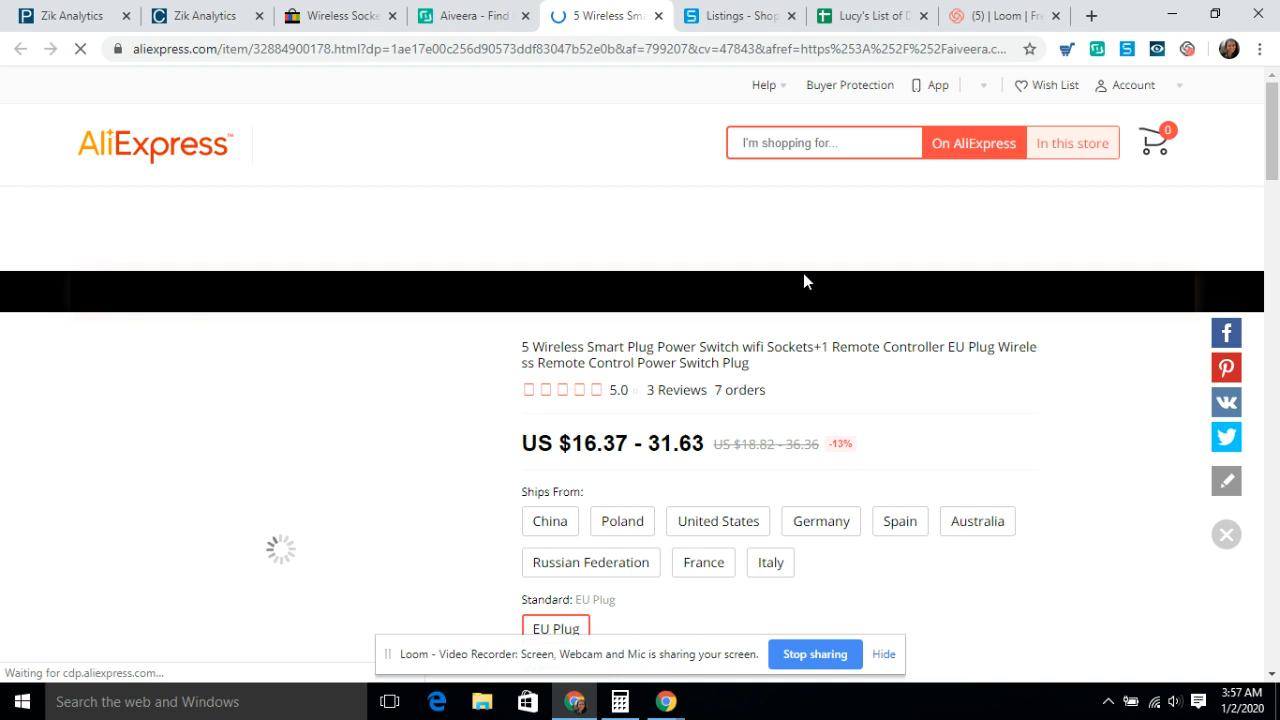 Zik Analytics
Zik Analytics
Wireless Socke
Aiveera - Find
5 Wireless Sma
Listings - Shop
Lucy's List of D
(5) | Loom | Fre
aliexpress.com/item/32884900178.html?dp=1ae17e00c256d90573ddf83047b52e0b&af=799207&cv=47843&afref=https%253A%252F%252Faiveera.c...
Help
Buyer Protection
App
Wish List
Account
AliExpress™
I'm shopping for...
On AliExpress
In this store
0
5 Wireless Smart Plug Power Switch wifi Sockets+1 Remote Controller EU Plug Wirele
ss Remote Control Power Switch Plug
5.0 3 Reviews 7 orders
US $16.37 - 31.63 US $18.82 - 36.36 -13%
Ships From:
China Poland United States Germany Spain Australia
Russian Federation France Italy
Standard: EU Plug
EU Plug
Loom - Video Recorder: Screen, Webcam and Mic is sharing your screen.
Stop sharing
Hide
Waiting for cdp.aliexpress.com...
Search the web and Windows
3:57 AM
1/2/2020